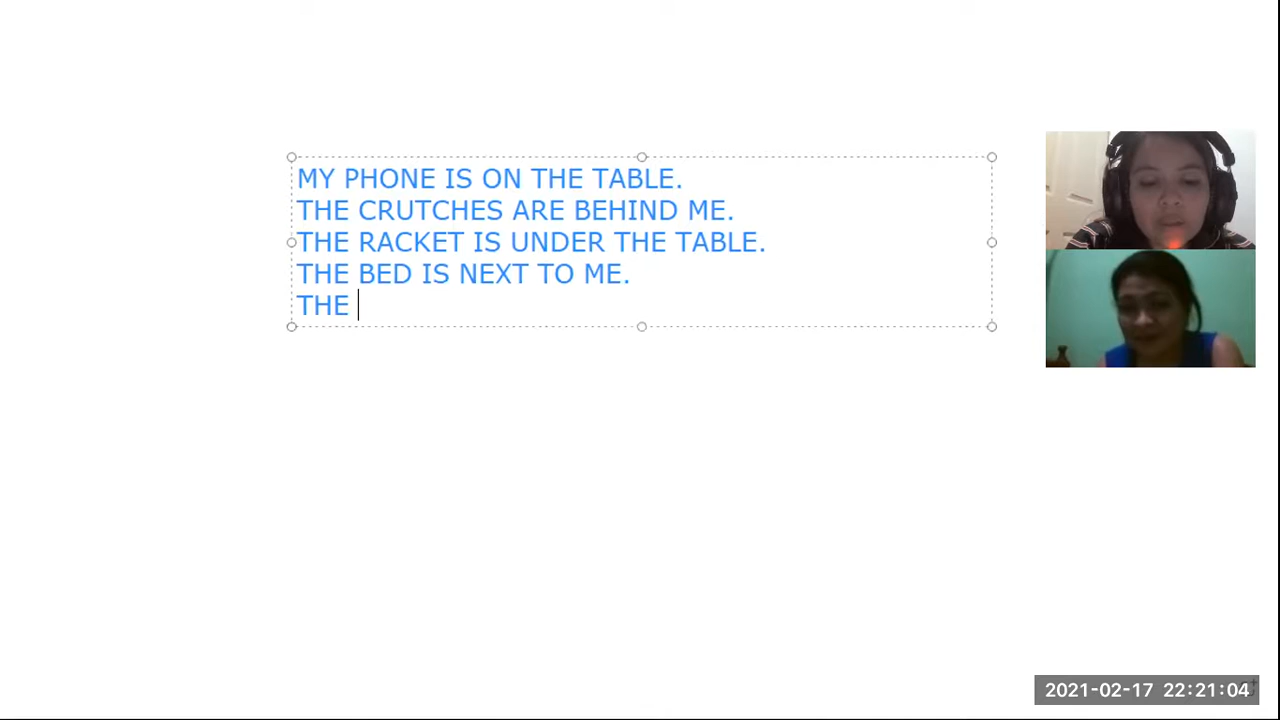 MY PHONE IS ON THE TABLE.
THE CRUTCHES ARE BEHIND ME.
THE RACKET IS UNDER THE TABLE.
THE BED IS NEXT TO ME.
THE
2021-02-17 22:21:04